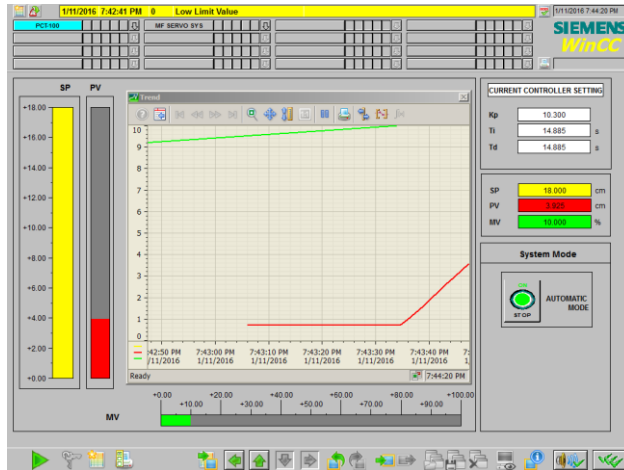 1/11/2016 7:42:41 PM 0 Low Limit Value
1/11/2016 7:44:20 PM
PCT-100
MF SERVO SYS
SIEMENS
WinCC
SP PV
+18.00
+16.00
+14.00
+12.00
+10.00
+8.00
+6.00
+4.00
+2.00
+0.00
Trend
10
9
8
7
6
5
4
3
2
1
0
:42:50 PM 7:43:00 PM 7:43:10 PM 7:43:20 PM 7:43:30 PM 7:43:40 PM 7:
/11/2016 1/11/2016 1/11/2016 1/11/2016 1/11/2016 1/11/2016 1
Ready
7:44:20 PM
+0.00 +20.00 +40.00 +60.00 +80.00 +100.00
+10.00 +30.00 +50.00 +70.00 +90.00
MV
CURRENT CONTROLLER SETTING
Kp 10.300
Ti 14.885 s
Td 14.885 s
SP 18.000 cm
PV 3.925 cm
MV 10.000 %
System Mode
STOP
AUTOMATIC
MODE